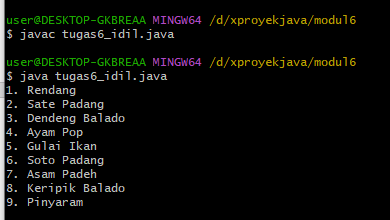 user@DESKTOP-GKBREAA MINGW64 /d/xproyekjava/modul6
$ javac tugas6_idil.java
user@DESKTOP-GKBREAA MINGW64 /d/xproyekjava/modul6
$ java tugas6_idil.java
1. Rendang
2. Sate Padang
3. Dendeng Balado
4. Ayam Pop
5. Gulai Ikan
6. Soto Padang
7. Asam Padeh
8. Keripik Balado
9. Pinyaram